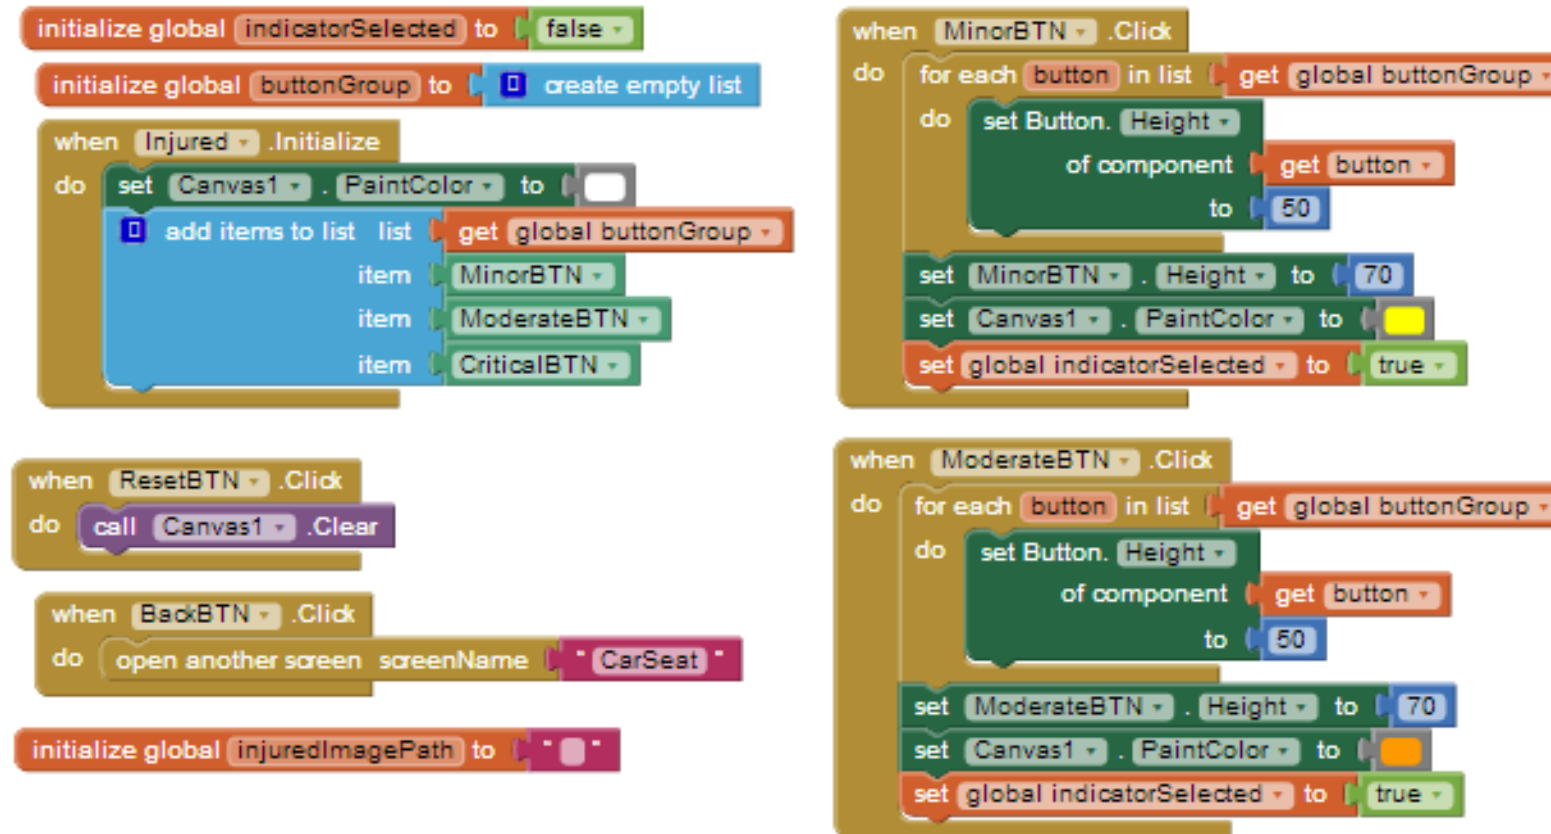 initialize global indicatorSelected to false
initialize global buttonGroup to create empty list
when Injured .Initialize
do set Canvas1 . PaintColor to
add items to list list get global buttonGroup
item MinorBTN
item ModerateBTN
item CriticalBTN
when ResetBTN .Click
do call Canvas1 .Clear
when BackBTN .Click
do open another screen screenName " CarSeat "
initialize global injuredImagePath to " "
when MinorBTN .Click
do for each button in list get global buttonGroup
do set Button. Height
of component get button
to 50
set MinorBTN . Height to 70
set Canvas1 . PaintColor to
set global indicatorSelected to true
when ModerateBTN .Click
do for each button in list get global buttonGroup
do set Button. Height
of component get button
to 50
set ModerateBTN . Height to 70
set Canvas1 . PaintColor to
set global indicatorSelected to true